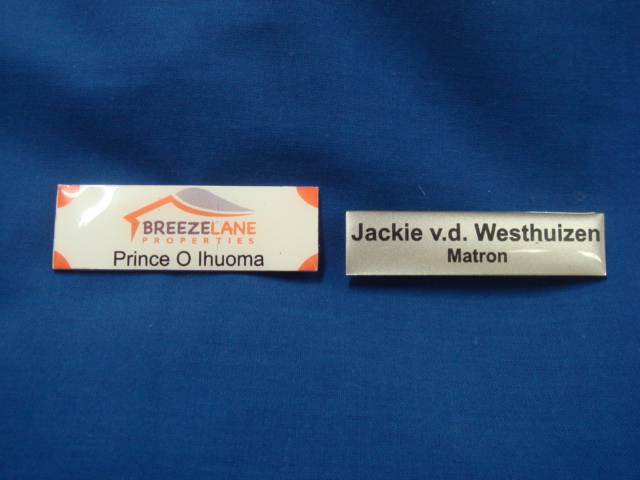 BREEZELANE
PROPERTIES
Prince O Ihuoma
Jackie v.d. Westhuizen
Matron